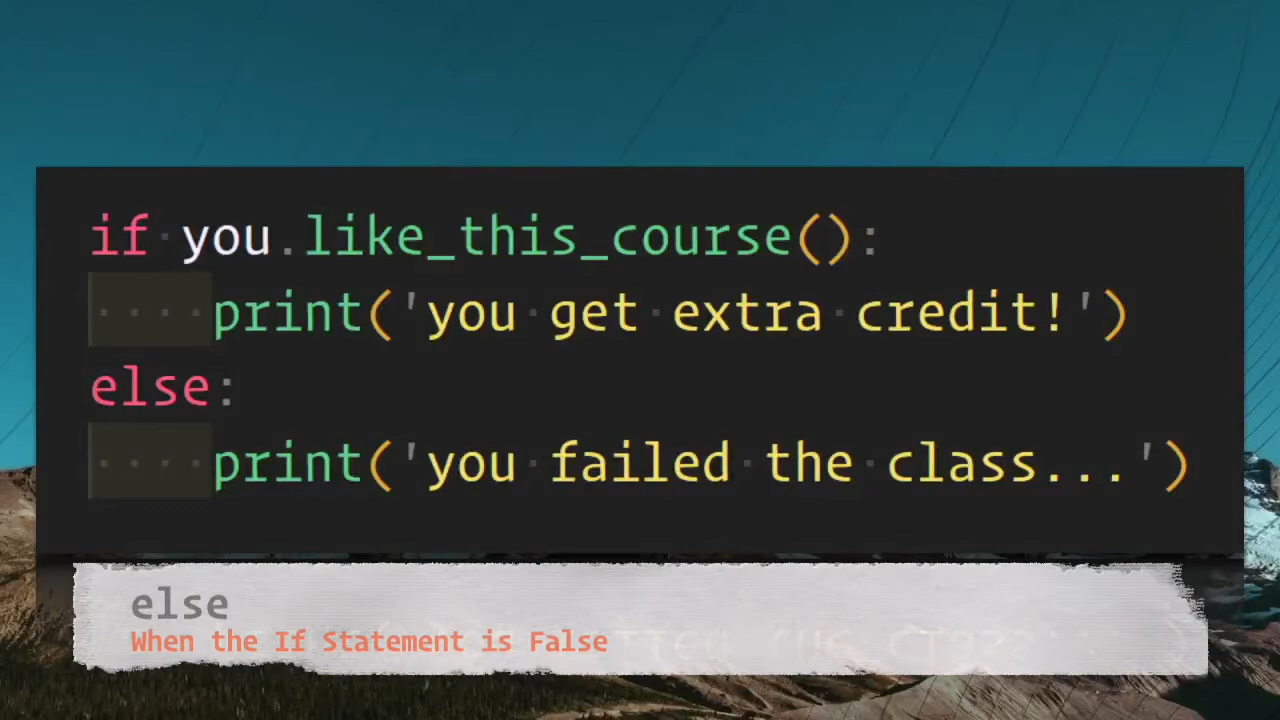 if you.like_this_course():
    print('you get extra credit!')
else:
    print('you failed the class...')
else
When the If Statement is False